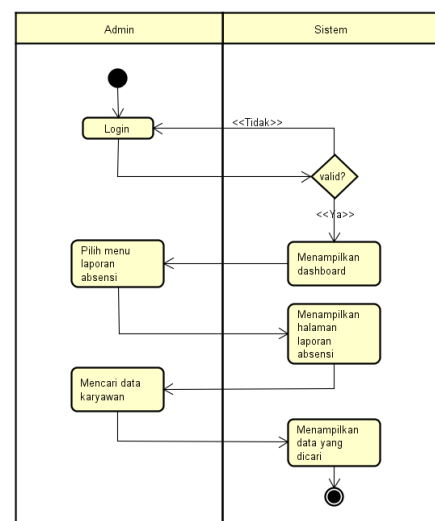 Admin
Sistem
Login
<<Tidak>>
valid?
<<Ya>>
Pilih menu
laporan
absensi
Menampilkan
dashboard
Menampilkan
halaman
laporan
absensi
Mencari data
karyawan
Menampilkan
data yang
dicari